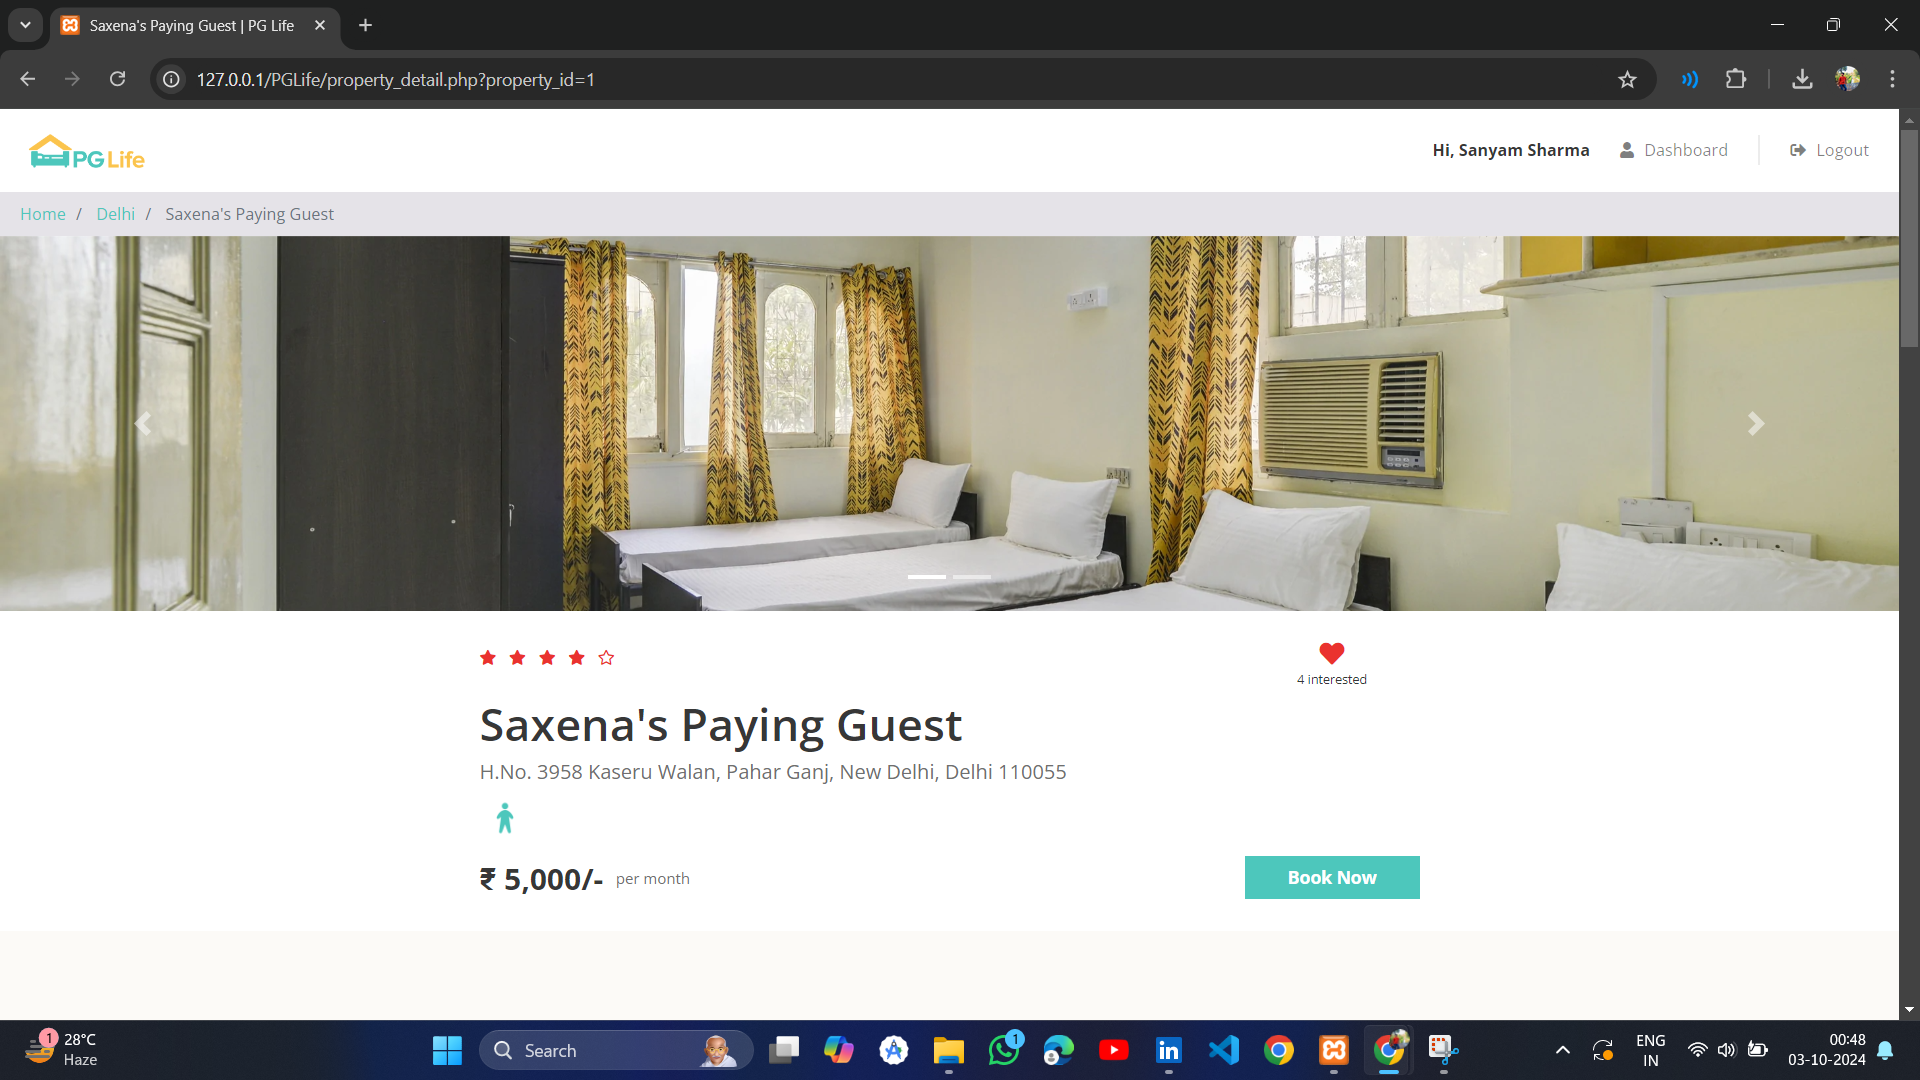 Saxena's Paying Guest | PG Life
127.0.0.1/PGLife/property_detail.php?property_id=1
PG Life
Hi, Sanyam Sharma
Dashboard
Logout
Home / Delhi / Saxena's Paying Guest
4 interested
Saxena's Paying Guest
H.No. 3958 Kaseru Walan, Pahar Ganj, New Delhi, Delhi 110055
₹ 5,000/- per month
Book Now
1
28°C
Haze
Search
1
ENG
IN
00:48
03-10-2024